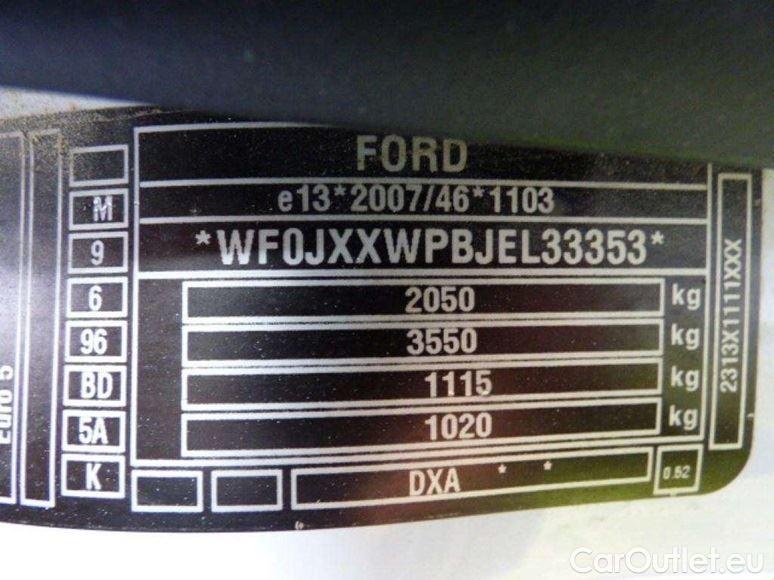 FORD
M e13*2007/46*1103
9 *WF0JXXWPBJEL33353*
6 2050 kg
96 3550 kg
BD 1115 kg
5A 1020 kg
K DXA * * 0.62
2313X1111XXX
Euro 5
CarOutlet.eu